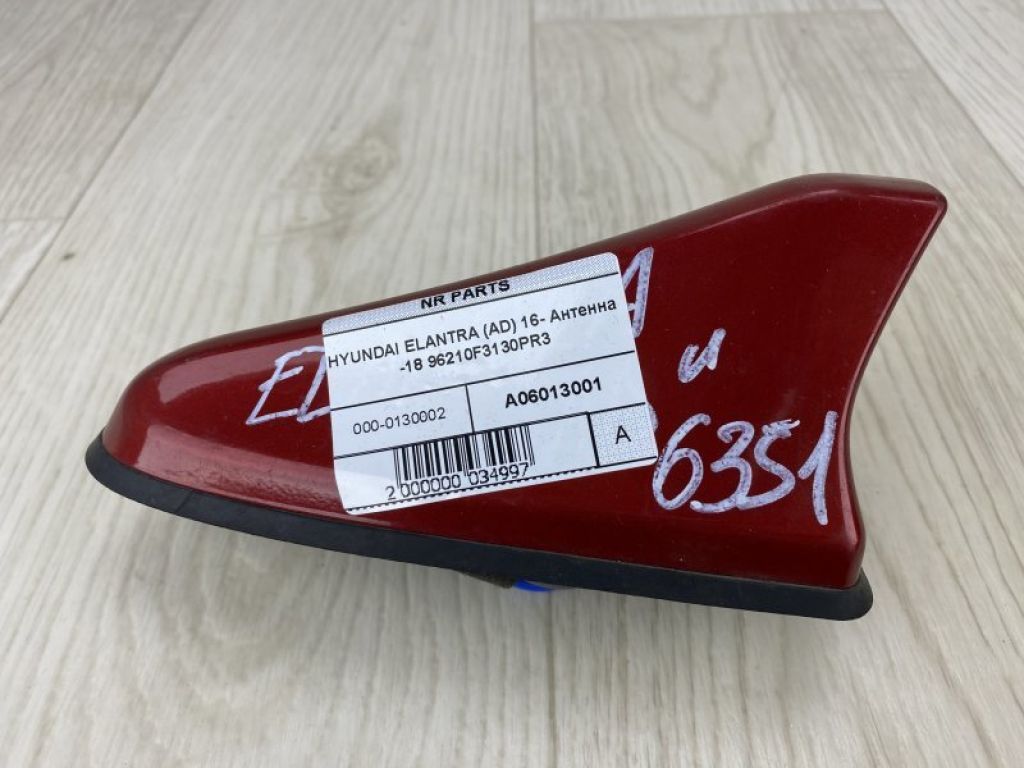 NR PARTS
HYUNDAI ELANTRA (AD) 16- Антенна
-18 96210F3130PR3
000-0130002
A06013001
A
2 000000 034997
и
6351